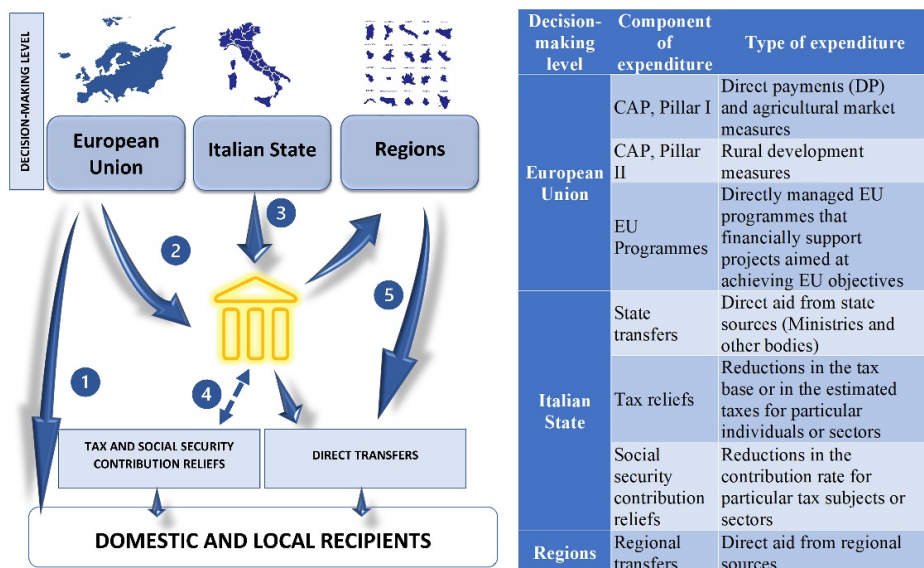 DECISION-MAKING LEVEL
European
Union
Italian State
Regions
1
2
3
4
5
TAX AND SOCIAL SECURITY
CONTRIBUTION RELIEFS
DIRECT TRANSFERS
DOMESTIC AND LOCAL RECIPIENTS
Decision-
making
level
Component
of
expenditure
Type of expenditure
European
Union
CAP, Pillar I
Direct payments (DP)
and agricultural market
measures
CAP, Pillar
II
Rural development
measures
EU
Programmes
Directly managed EU
programmes that
financially support
projects aimed at
achieving EU objectives
Italian
State
State
transfers
Direct aid from state
sources (Ministries and
other bodies)
Tax reliefs
Reductions in the tax
base or in the estimated
taxes for particular
individuals or sectors
Social
security
contribution
reliefs
Reductions in the
contribution rate for
particular tax subjects or
sectors
Regions
Regional
transfers
Direct aid from regional
sources